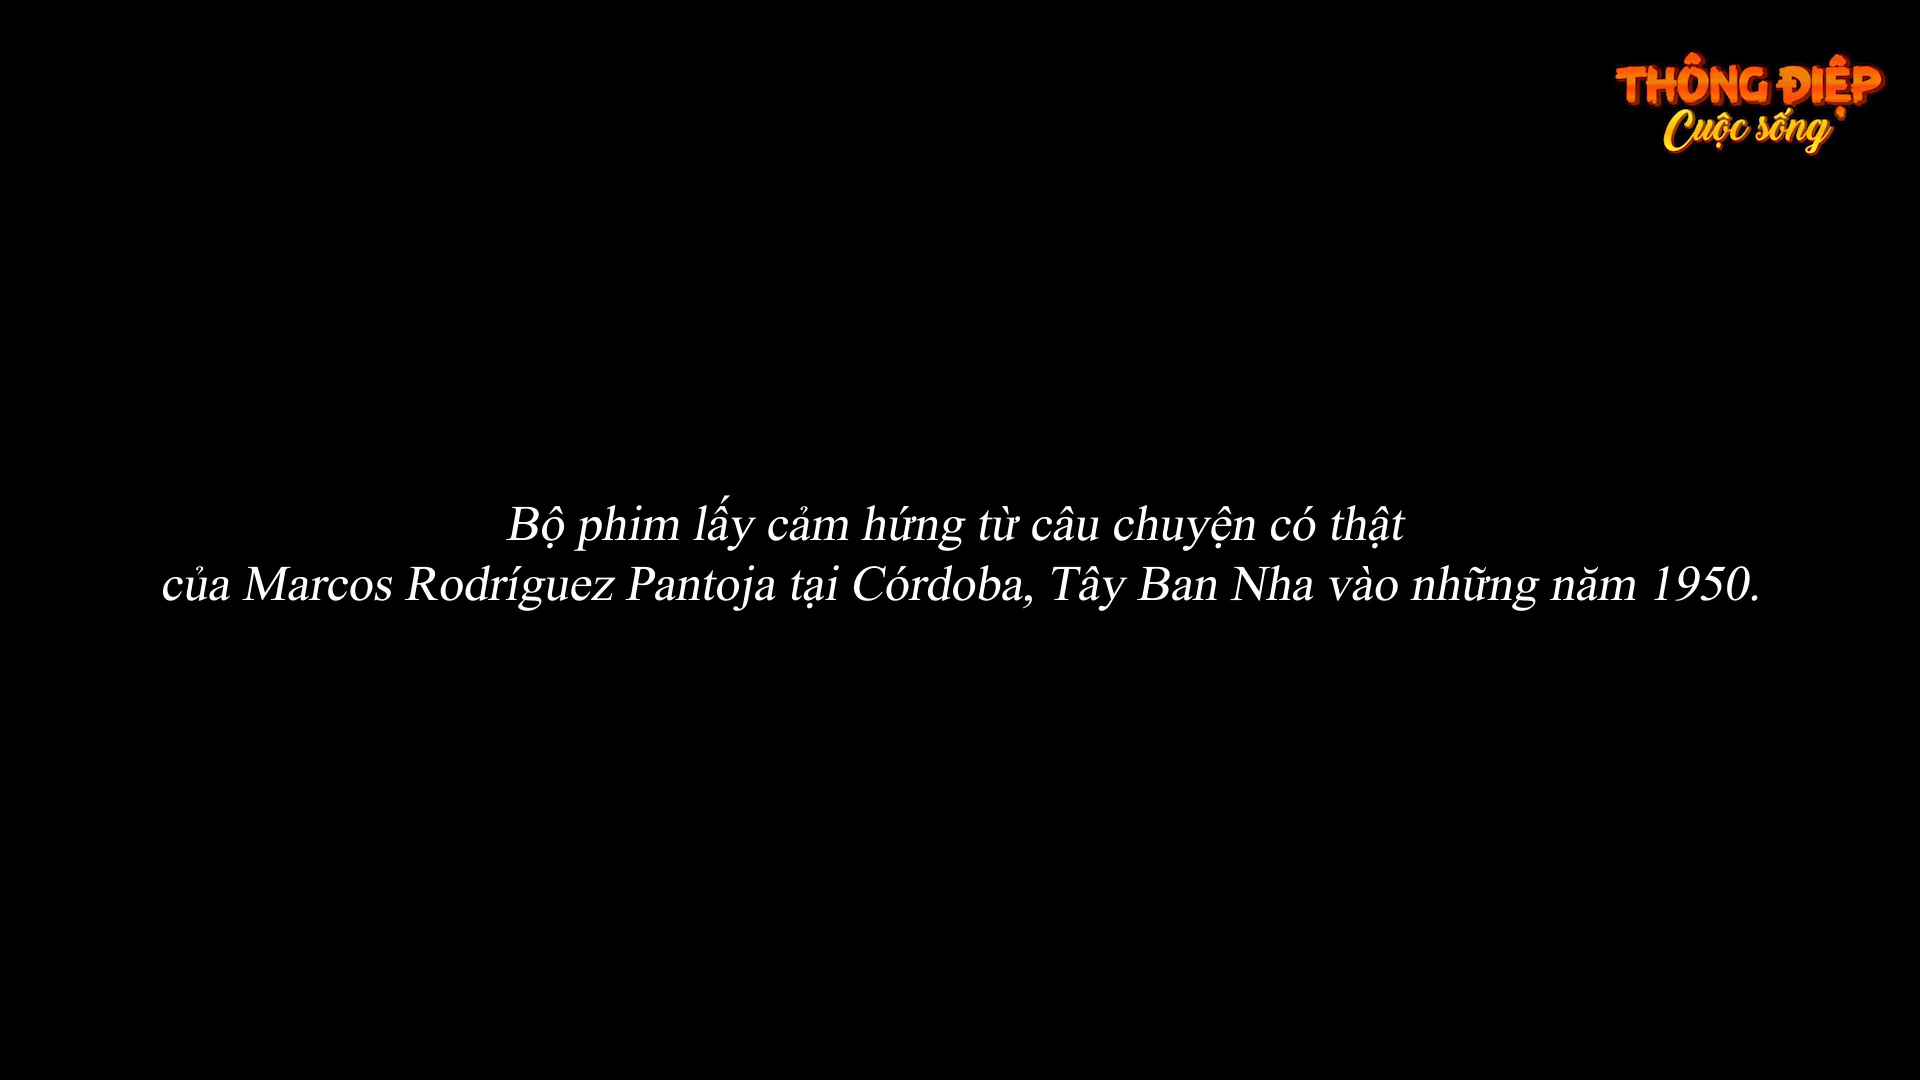 THÔNG ĐIỆP
Cuộc sống
Bộ phim lấy cảm hứng từ câu chuyện có thật
của Marcos Rodríguez Pantoja tại Córdoba, Tây Ban Nha vào những năm 1950.